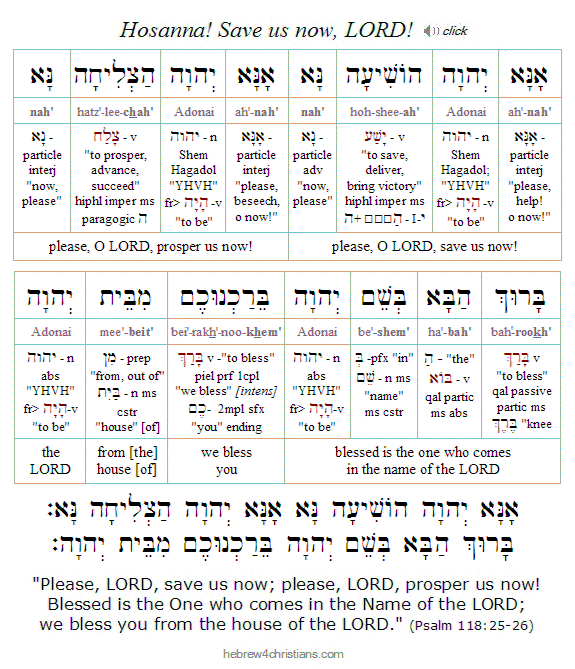 Hosanna! Save us now, LORD! click
אָנָּא יְהוָה הוֹשִׁיעָה נָּא אָנָּא יְהוָה הַצְלִיחָה נָּא
nah' hatz'-lee-chah' Adonai ah'-nah' nah' hoh-shee-ah' Adonai ah'-nah'
נָא -
particle
interj
"now,
please"
צָלַח - v
"to prosper,
advance,
succeed"
hiphl imper ms
paragogic ה
יהוה - n
Shem
Hagadol
"YHVH"
fr> הָיָה -v
"to be"
אָנָּא -
particle
interj
"please,
beseech,
o now!"
נָא -
particle
adv
"now,
please"
יָשַׁע - v
"to save,
deliver,
bring victory"
hiphl imper ms
יהוה - n
Shem
Hagadol;
"YHVH"
fr> הָיָה -v
"to be"
אָנָּא -
particle
interj
"please,
help!
o now!"
please, O LORD, prosper us now! please, O LORD, save us now!
בָּרוּךְ הַבָּא בְּשֵׁם יְהוָה בֵּרַכְנוּכֶם מִבֵּית יְהוָה
Adonai mee'-beit' bei'-rakh'-noo-khem' Adonai be'-shem' ha'-bah' bah'-rookh'
יהוה - n
abs
"YHVH"
fr> הָיָה-v
"to be"
מִן - prep
"from, out of"
בַּיִת - n ms
cstr
"house" [of]
בָּרַךְ v -"to bless"
piel prf 1cpl
"we bless" [intens]
כֶם- 2mpl sfx
"you" ending
יהוה - n
abs
"YHVH"
fr> הָיָה-v
"to be"
בְּ -pfx "in"
שֵׁם - n ms
"name"
ms cstr
הַ - "the"
בּוֹא - v
qal partic
ms abs
בָּרַךְ v
"to bless"
qal passive
partic ms
בֶּרֶךְ "knee
the
LORD
from [the]
house [of]
we bless
you
blessed is the one who comes
in the name of the LORD
אָנָּא יְהוָה הוֹשִׁיעָה נָּא אָנָּא יְהוָה הַצְלִיחָה נָּא׃
בָּרוּךְ הַבָּא בְּשֵׁם יְהוָה בֵּרַכְנוּכֶם מִבֵּית יְהוָה׃
"Please, LORD, save us now; please, LORD, prosper us now!
Blessed is the One who comes in the Name of the LORD;
we bless you from the house of the LORD." (Psalm 118:25-26)
hebrew4christians.com